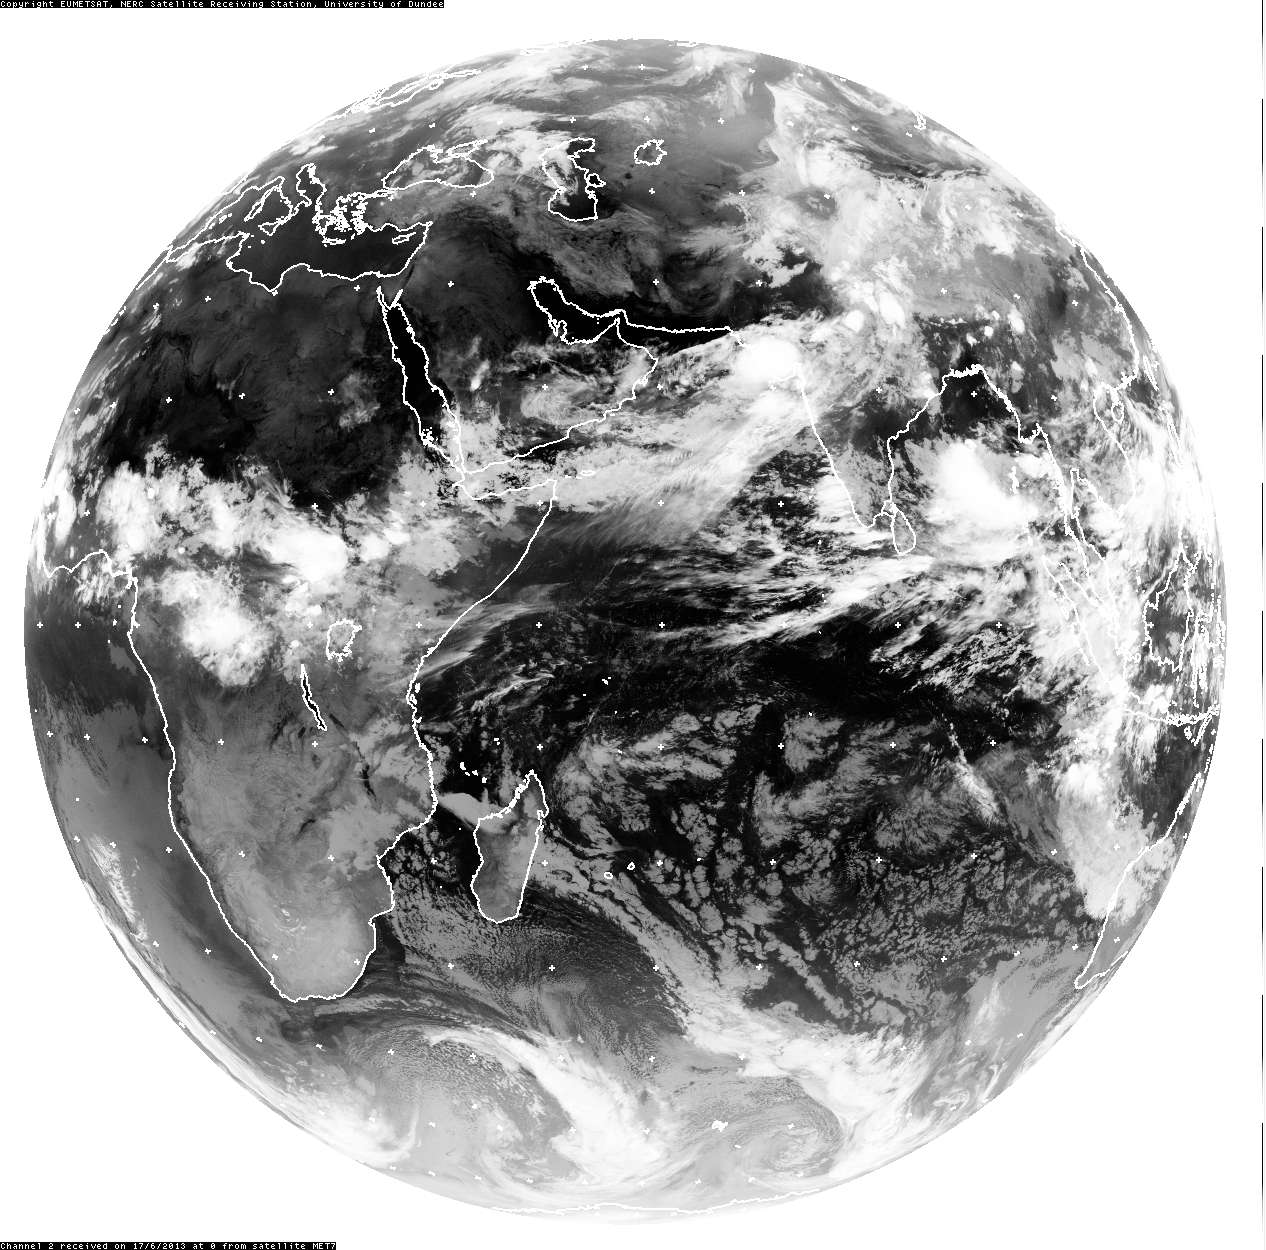 Copyright EUMETSAT, NERC Satellite Receiving Station, University of Dundee
Channel 2 received on 17/6/2013 at 0 from satellite MET7